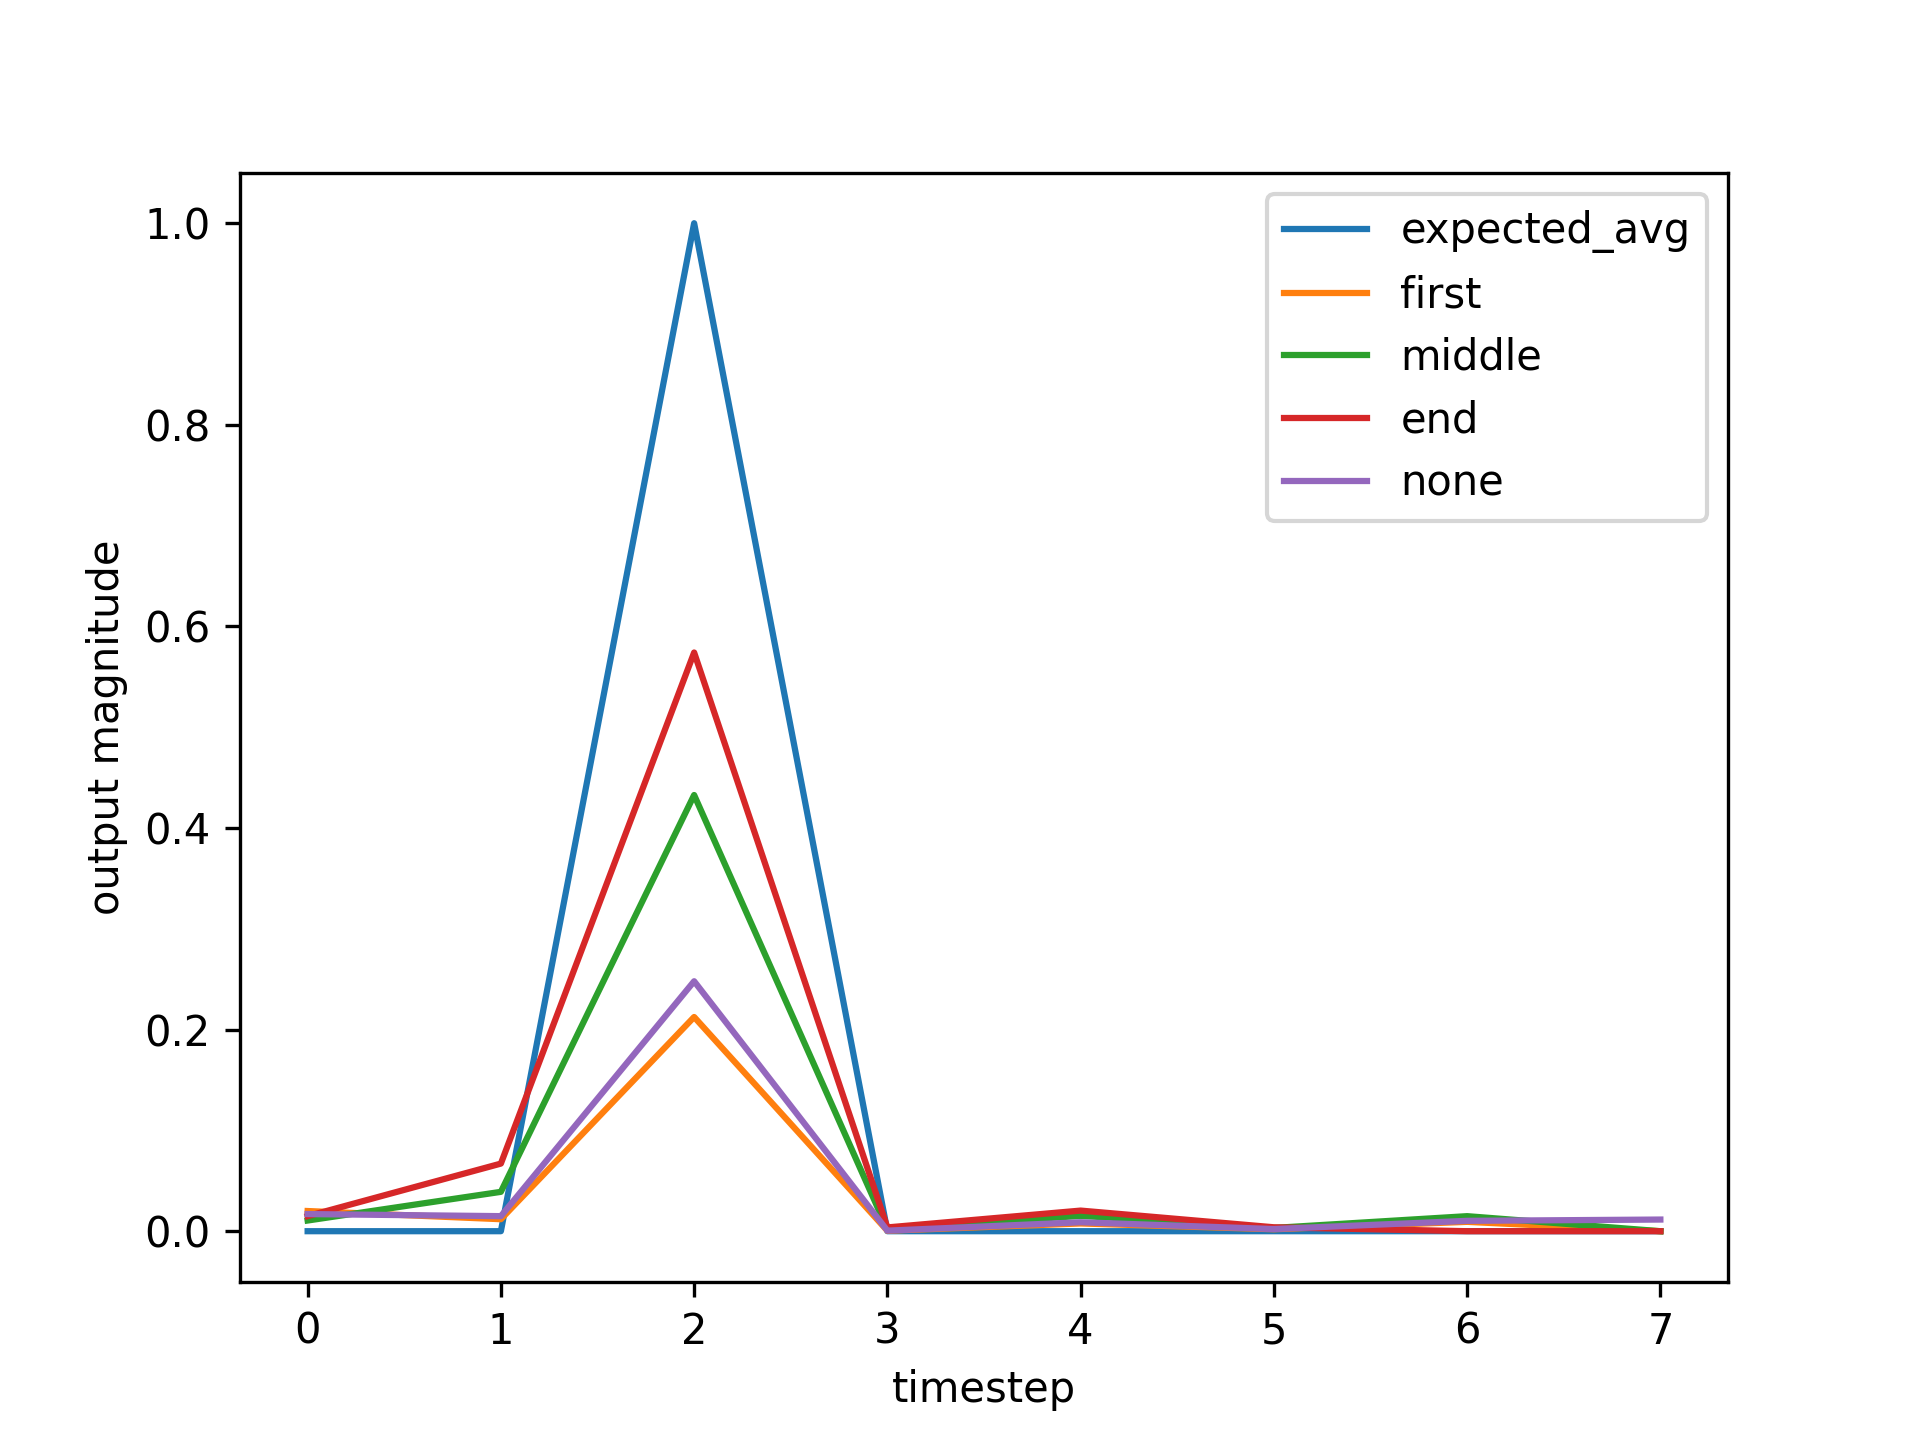 expected_avg
first
middle
end
none
1.0
0.8
0.6
0.4
0.2
0.0
output magnitude
0 1 2 3 4 5 6 7
timestep